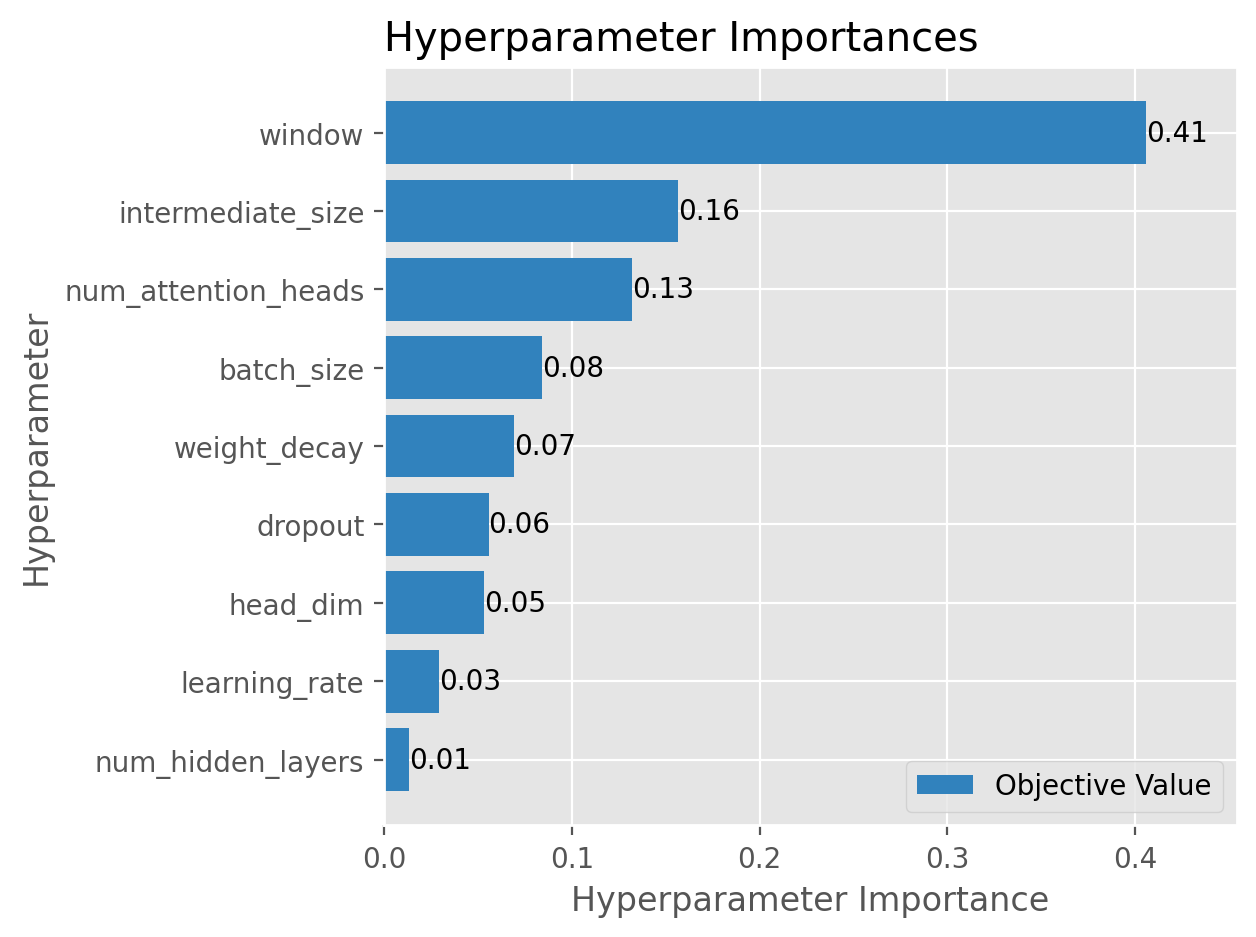 Hyperparameter Importances
Hyperparameter
window
0.41
intermediate_size
0.16
num_attention_heads
0.13
batch_size
0.08
weight_decay
0.07
dropout
0.06
head_dim
0.05
learning_rate
0.03
num_hidden_layers
0.01
Objective Value
0.0 0.1 0.2 0.3 0.4
Hyperparameter Importance